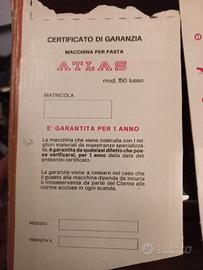 CERTIFICATO DI GARANZIA
MACCHINA PER PASTA
ATLAS
mod. 150 lusso
MATRICOLA
E' GARANTITA PER 1 ANNO
La macchina che viene costruita con i mi-
gliori materiali da maestranze specializza-
te, è garantita da qualsiasi difetto che pos-
sa verificarsi, per 1 anno dalla data del
presente certificato.
La garanzia viene a cessare nel caso che
il guasto alla macchina dipenda da incuria
o innosservanza da parte del Cliente alle
norme accluse in ogni scatola.
NEGOZIO
VENDUTA IL
Subito